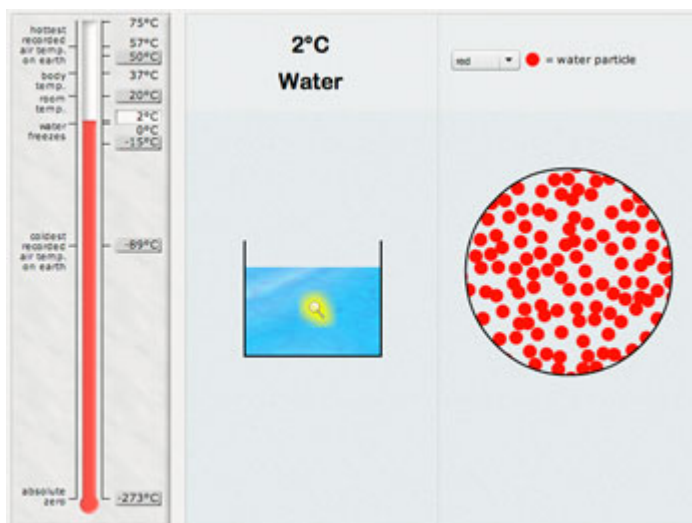 hottest
recorded
air temp.
on earth
body
temp.
room
temp.
water
freezes
coldest
recorded
air temp.
on earth
absolute
zero
75°C
57°C
50°C
37°C
20°C
2°C
0°C
-15°C
-89°C
-273°C
2°C
Water
red
= water particle